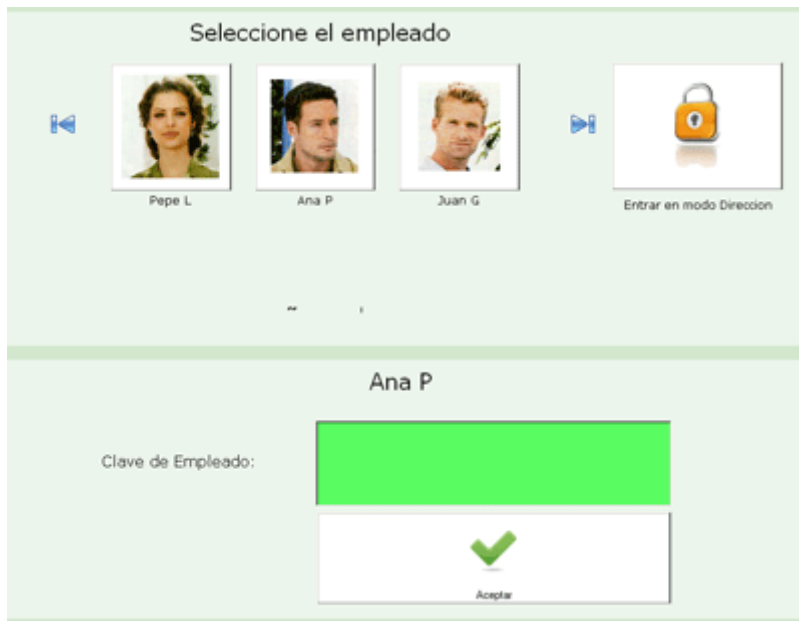 Seleccione el empleado
Pepe L
Ana P
Juan G
Entrar en modo Direccion
Ana P
Clave de Empleado:
Aceptar